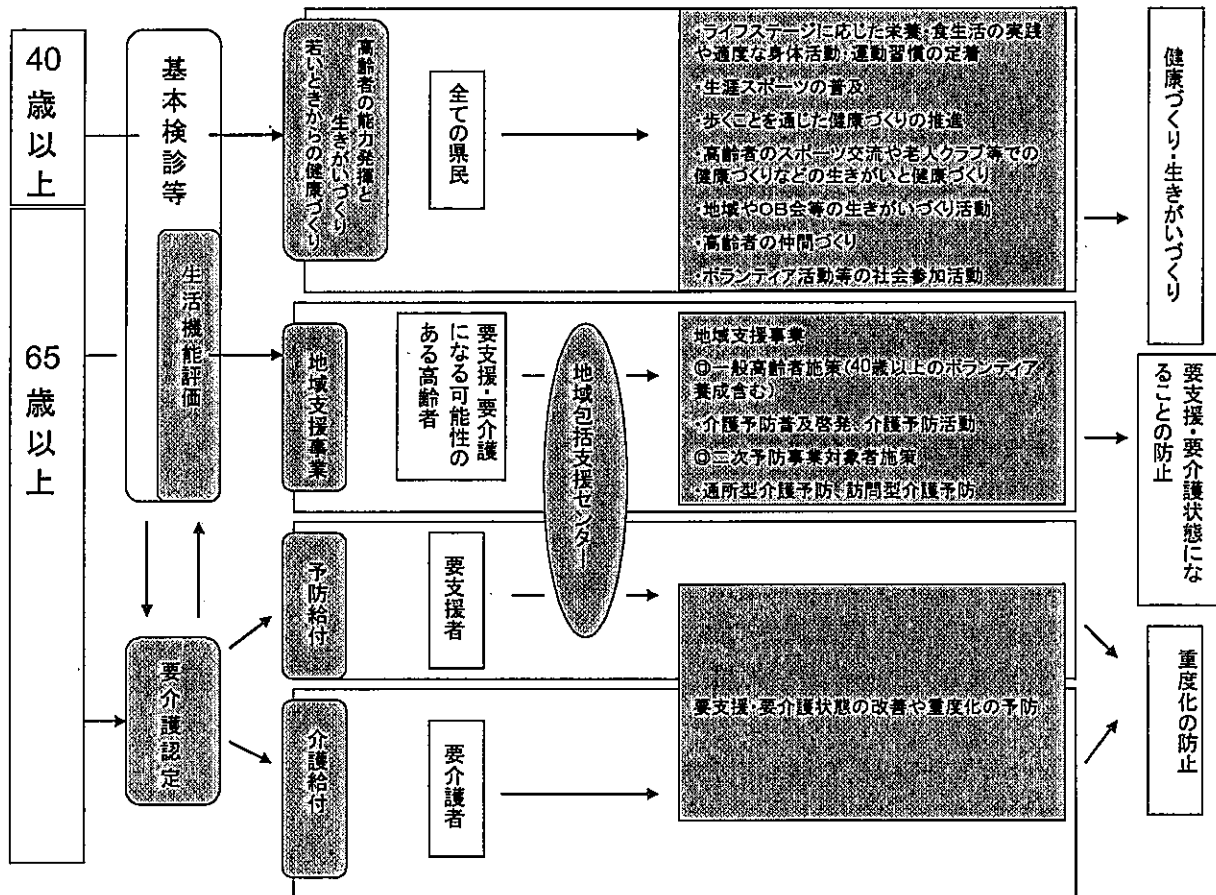 40歳以上
65歳以上
基本検診等
生活機能評価
要介護認定
高齢者の能力発揮と
生きがいづくり
若いときからの健康づくり
全ての県民
・ライフステージに応じた栄養・食生活の実践
や適度な身体活動・運動習慣の定着
・生涯スポーツの普及
・歩くことを通じた健康づくりの推進
・高齢者のスポーツ交流や老人クラブ等での
健康づくりなどの生きがいと健康づくり
・地域やOB会等の生きがいづくり活動
・高齢者の仲間づくり
・ボランティア活動等の社会参加活動
健康づくり・生きがいづくり
地域支援事業
要支援・要介護
になる可能性の
ある高齢者
地域包括支援センター
地域支援事業
◎一般高齢者施策(40歳以上のボランティア
養成含む)
・介護予防普及啓発、介護予防活動
◎二次予防事業対象者施策
・通所型介護予防、訪問型介護予防
要支援・要介護状態にな
ることの防止
予防給付
要支援者
介護給付
要介護者
要支援・要介護状態の改善や重度化の予防
重度化の防止